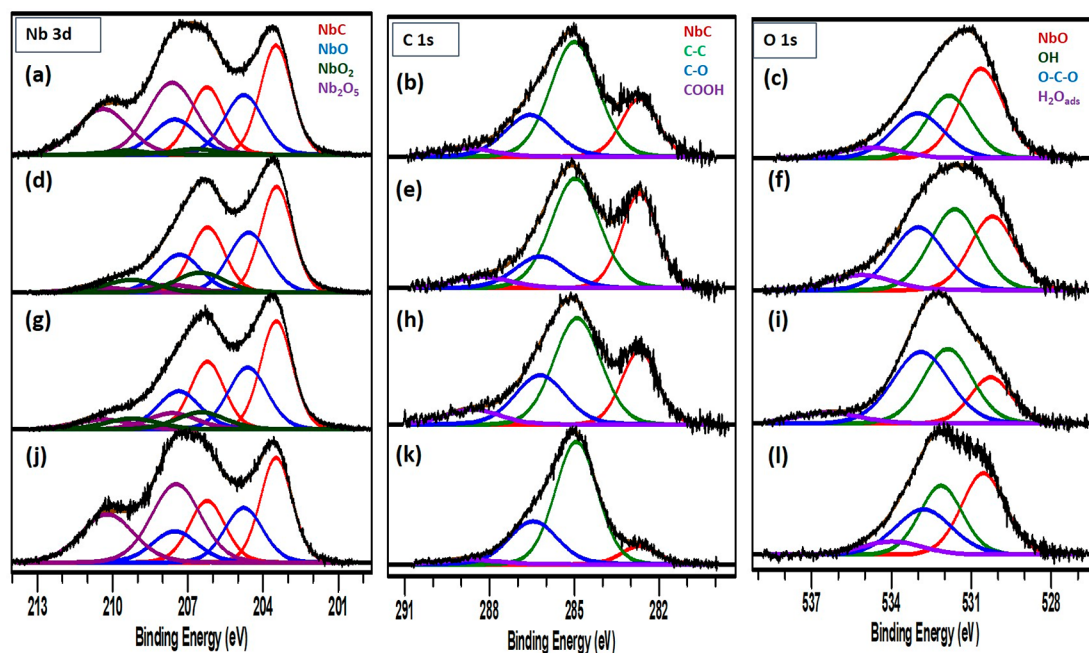 Nb 3d
NbC
NbO
NbO₂
Nb₂O₅
(a)
(d)
(g)
(j)
213 210 207 204 201
Binding Energy (eV)
C 1s
NbC
C-C
C-O
COOH
(b)
(e)
(h)
(k)
291 288 285 282
Binding Energy (eV)
O 1s
NbO
OH
O-C-O
H₂Oₐds
(c)
(f)
(i)
(l)
537 534 531 528
Binding Energy (eV)